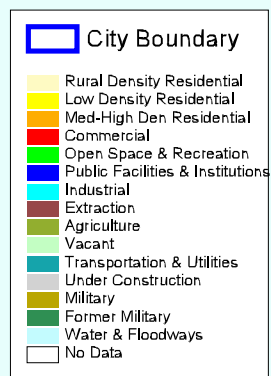 City Boundary
Rural Density Residential
Low Density Residential
Med-High Den Residential
Commercial
Open Space & Recreation
Public Facilities & Institutions
Industrial
Extraction
Agriculture
Vacant
Transportation & Utilities
Under Construction
Military
Former Military
Water & Floodways
No Data